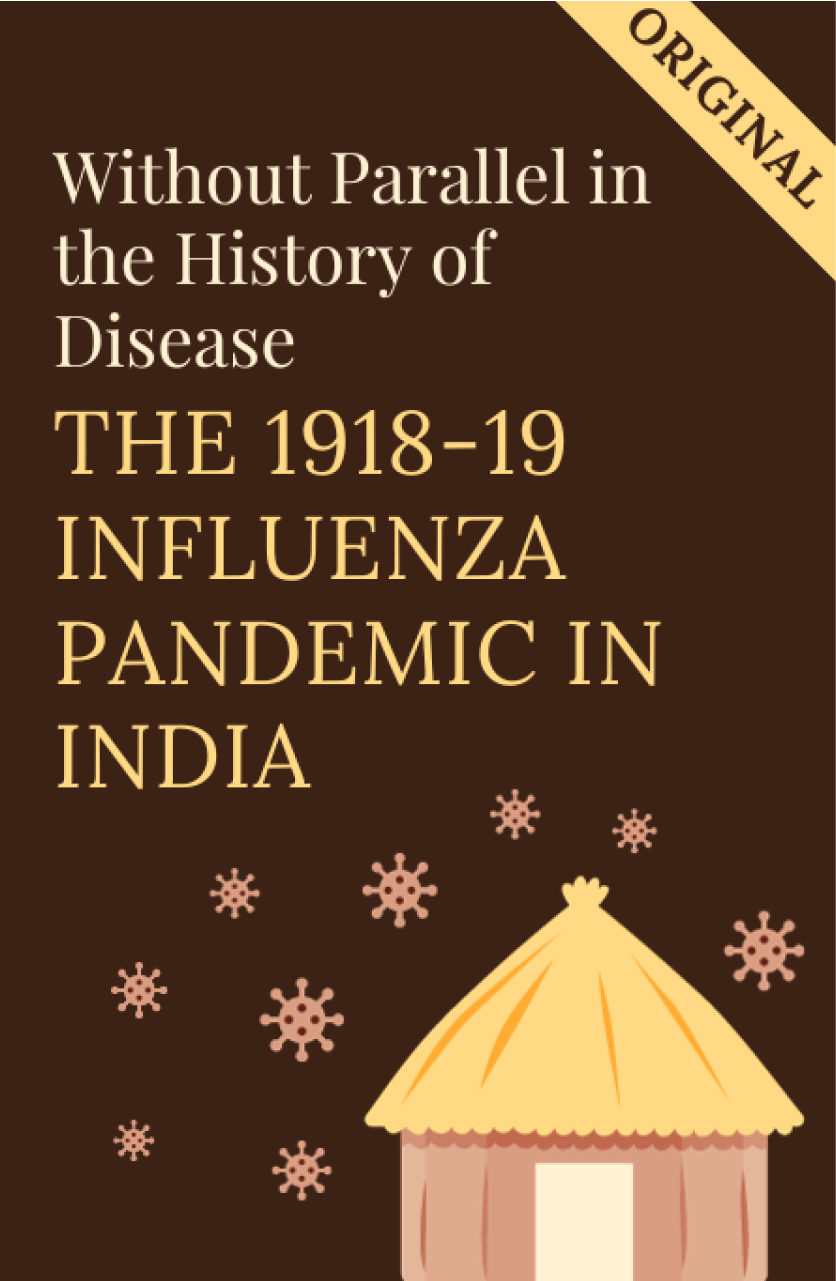 ORIGINAL
Without Parallel in
the History of
Disease
THE 1918-19
INFLUENZA
PANDEMIC IN
INDIA